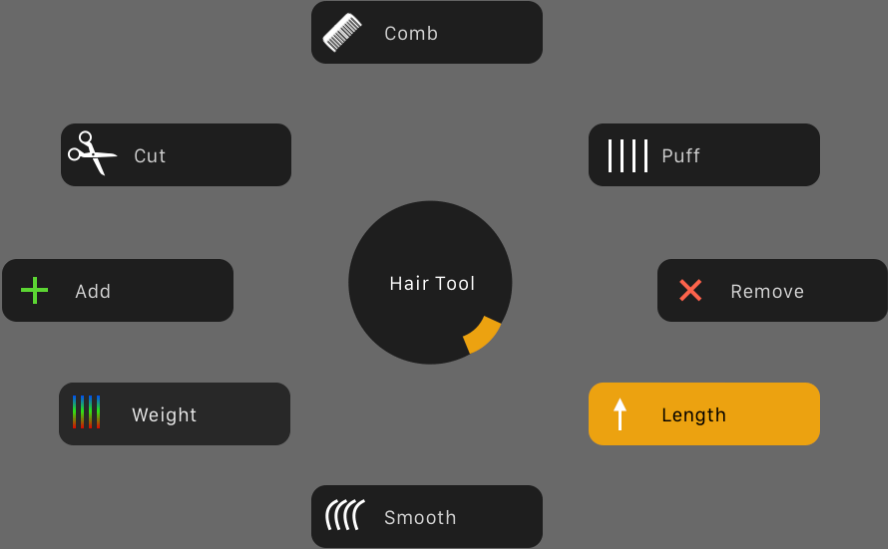 Comb
Cut
Puff
Hair Tool
Add
Remove
Weight
Length
Smooth